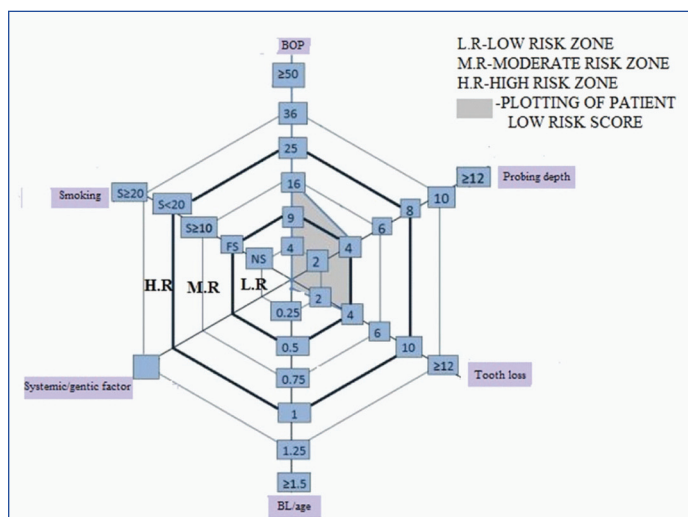 BOP
L.R-LOW RISK ZONE
M.R-MODERATE RISK ZONE
H.R-HIGH RISK ZONE
-PLOTTING OF PATIENT
LOW RISK SCORE
≥50
36
25
16
9
4
Probing depth
≥12
10
8
6
4
2
Smoking
S≥20
S<20
S≥10
FS
NS
H.R
M.R
L.R
2
4
6
10
≥12
Tooth loss
Systemic/gentic factor
0.25
0.5
0.75
1
1.25
≥1.5
BL/age